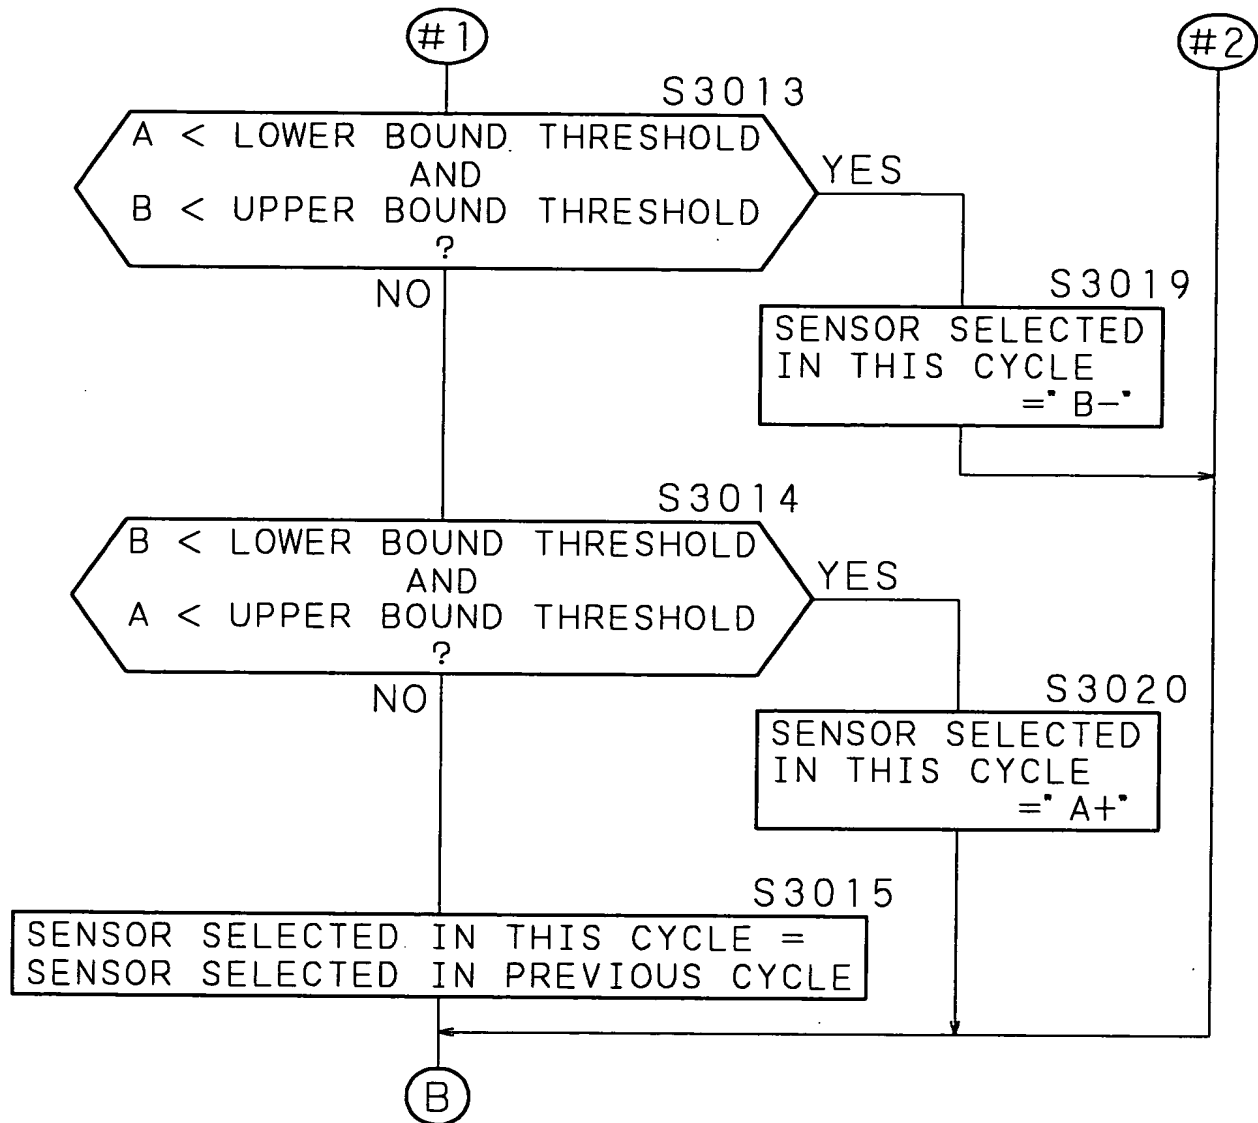 #1
#2
S3013
A < LOWER BOUND THRESHOLD
AND
B < UPPER BOUND THRESHOLD
?
YES
NO
S3019
SENSOR SELECTED
IN THIS CYCLE
="B-"
S3014
B < LOWER BOUND THRESHOLD
AND
A < UPPER BOUND THRESHOLD
?
YES
NO
S3020
SENSOR SELECTED
IN THIS CYCLE
="A+"
S3015
SENSOR SELECTED IN THIS CYCLE =
SENSOR SELECTED IN PREVIOUS CYCLE
B